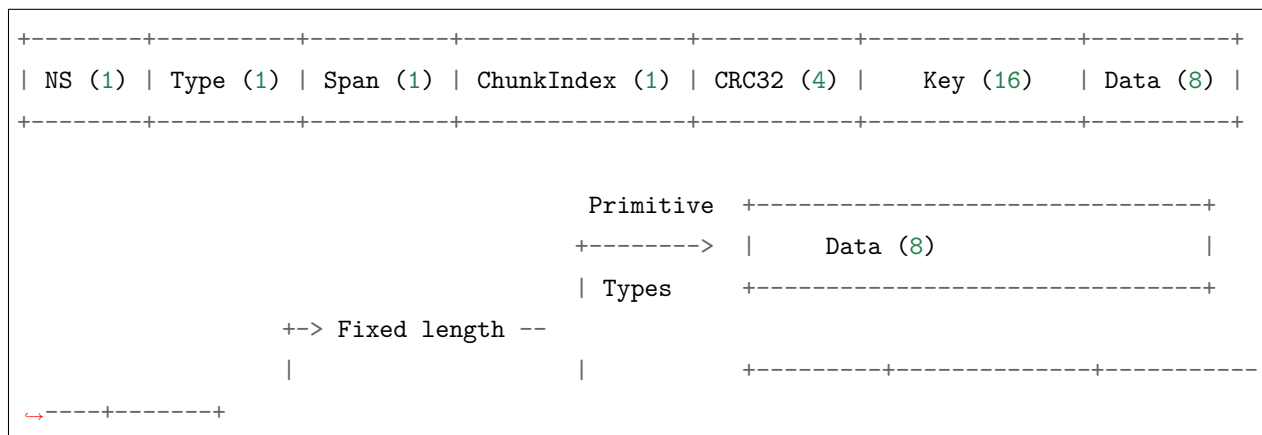 +--------+----------+----------+----------------+-----------+---------------+----------+
| NS (1) | Type (1) | Span (1) | ChunkIndex (1) | CRC32 (4) |    Key (16)   | Data (8) |
+--------+----------+----------+----------------+-----------+---------------+----------+
                                        Primitive  +--------------------------------+
                                       +-------->  |     Data (8)                   |
                                       | Types     +--------------------------------+
                   +-> Fixed length --
                   |                   |           +---------+--------------+-----------
↪----+-------+